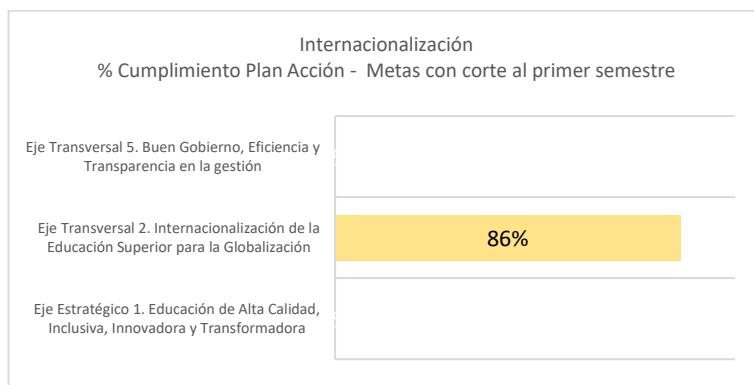 Internacionalización
% Cumplimiento Plan Acción - Metas con corte al primer semestre
Eje Transversal 5. Buen Gobierno, Eficiencia y
Transparencia en la gestión
Eje Transversal 2. Internacionalización de la
Educación Superior para la Globalización
86%
Eje Estratégico 1. Educación de Alta Calidad,
Inclusiva, Innovadora y Transformadora